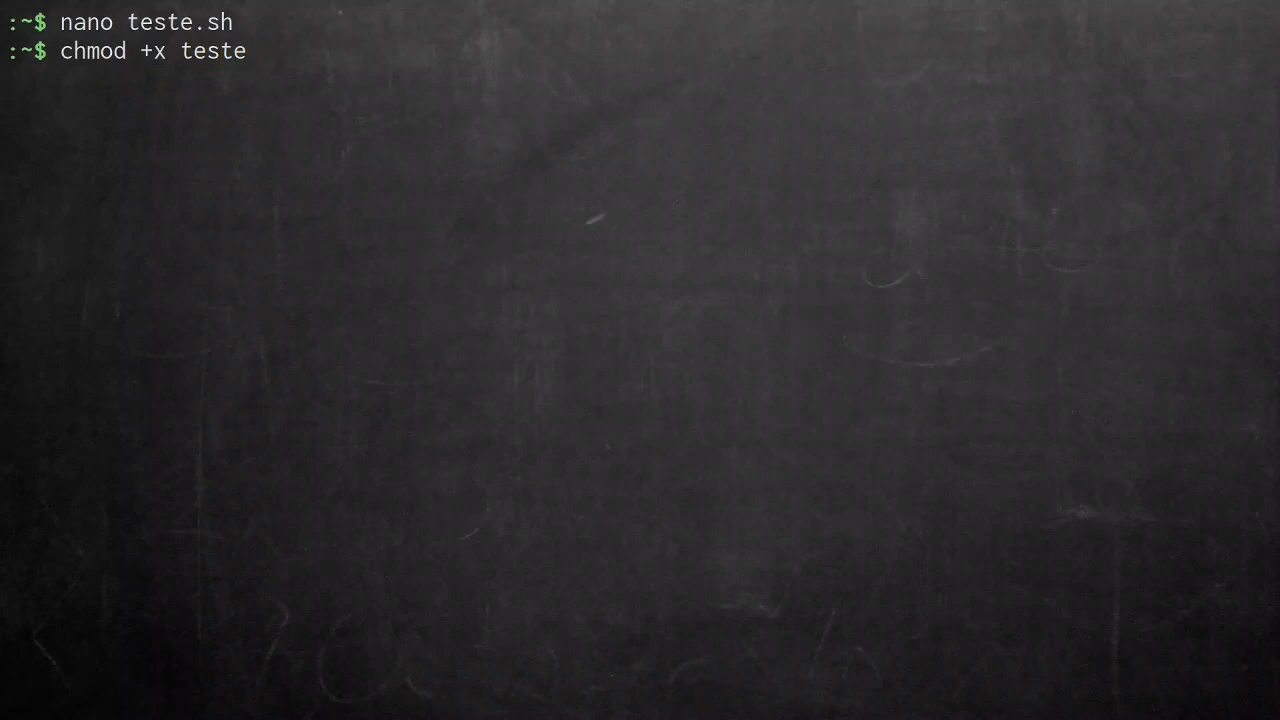 :~$ nano teste.sh
:~$ chmod +x teste